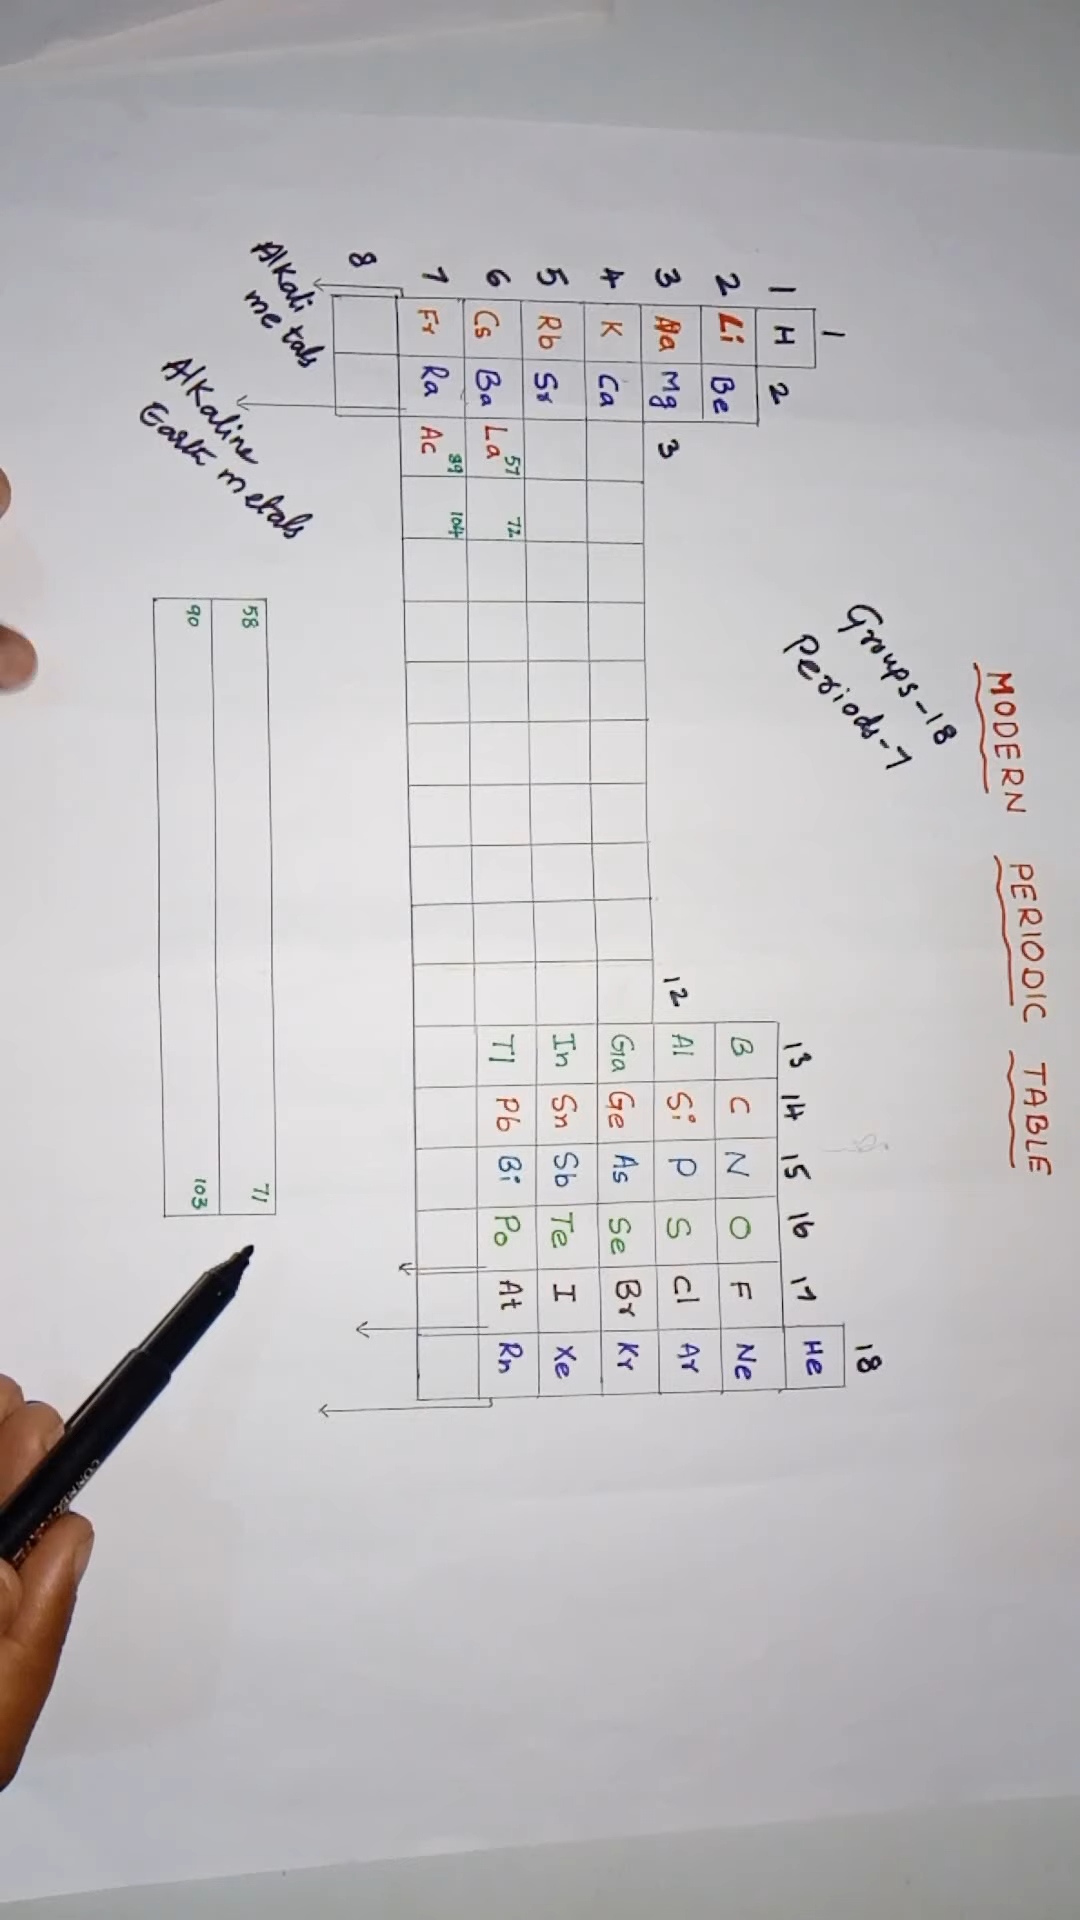 MODERN PERIODIC TABLE
Groups-18
Periods-7
1 18
1 H 2 13 14 15 16 17 He
2 Li Be B C N O F Ne
3 Na Mg 3 12 Al Si P S Cl Ar
4 K Ca Ga Ge As Se Br Kr
5 Rb Sr In Sn Sb Te I Xe
6 Cs Ba La 57 72 Tl Pb Bi Po At Rn
7 Fr Ra Ac 89 104
8
Alkali
metals
Alkaline
Earth metals
58 71
90 103